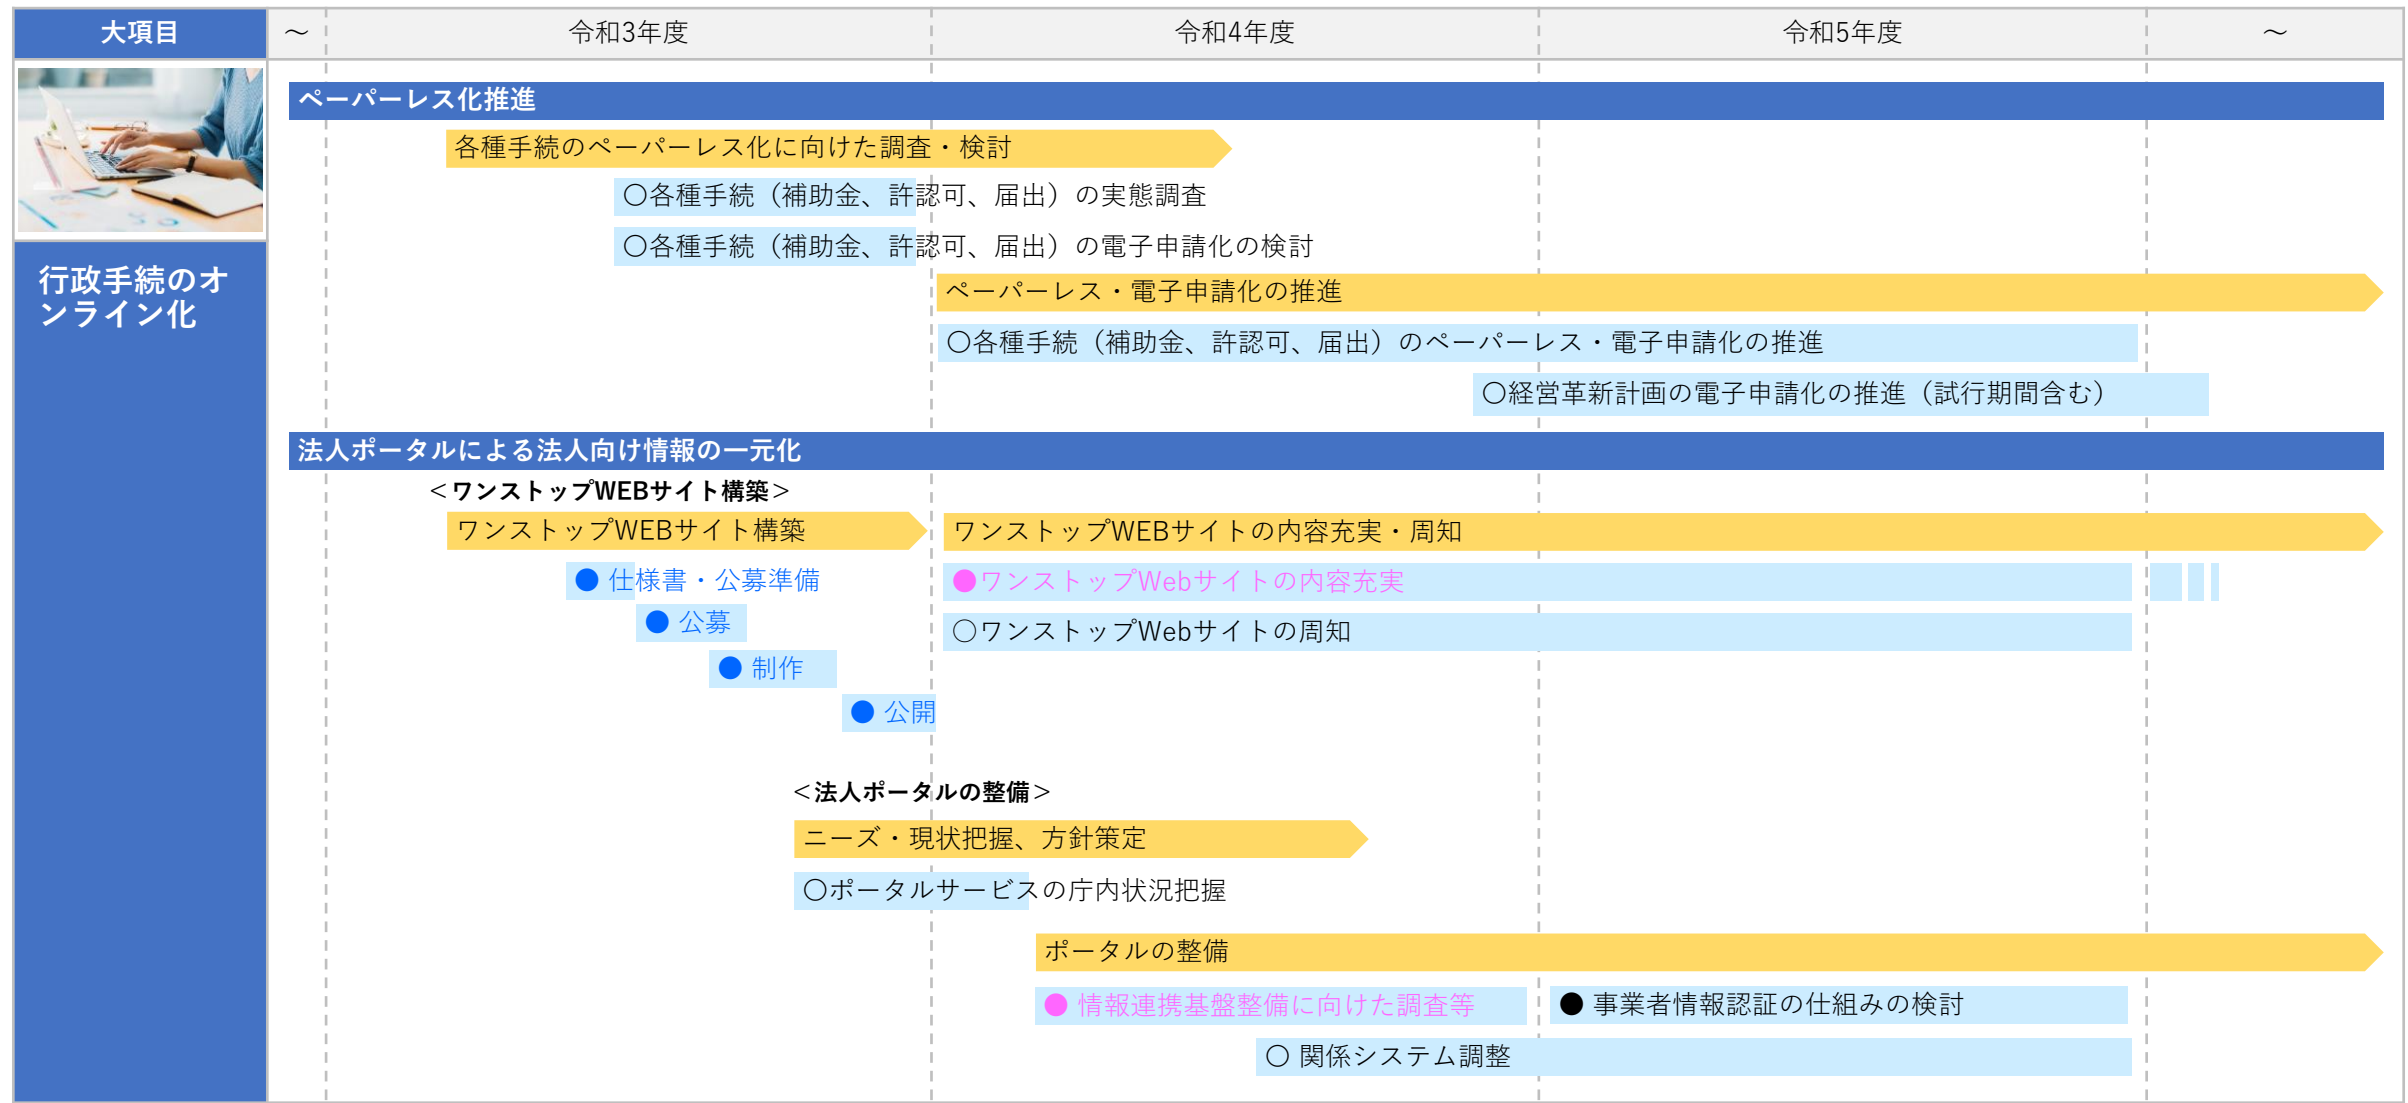 大項目
～
令和3年度
令和4年度
令和5年度
～
行政手続のオ
ンライン化
ペーパーレス化推進
各種手続のペーパーレス化に向けた調査・検討
○各種手続（補助金、許認可、届出）の実態調査
○各種手続（補助金、許認可、届出）の電子申請化の検討
ペーパーレス・電子申請化の推進
○各種手続（補助金、許認可、届出）のペーパーレス・電子申請化の推進
○経営革新計画の電子申請化の推進（試行期間含む）
法人ポータルによる法人向け情報の一元化
＜ワンストップWEBサイト構築＞
ワンストップWEBサイト構築
ワンストップWEBサイトの内容充実・周知
● 仕様書・公募準備
●ワンストップWebサイトの内容充実
● 公募
○ワンストップWebサイトの周知
● 制作
● 公開
＜法人ポータルの整備＞
ニーズ・現状把握、方針策定
○ポータルサービスの庁内状況把握
ポータルの整備
● 情報連携基盤整備に向けた調査等
● 事業者情報認証の仕組みの検討
○ 関係システム調整